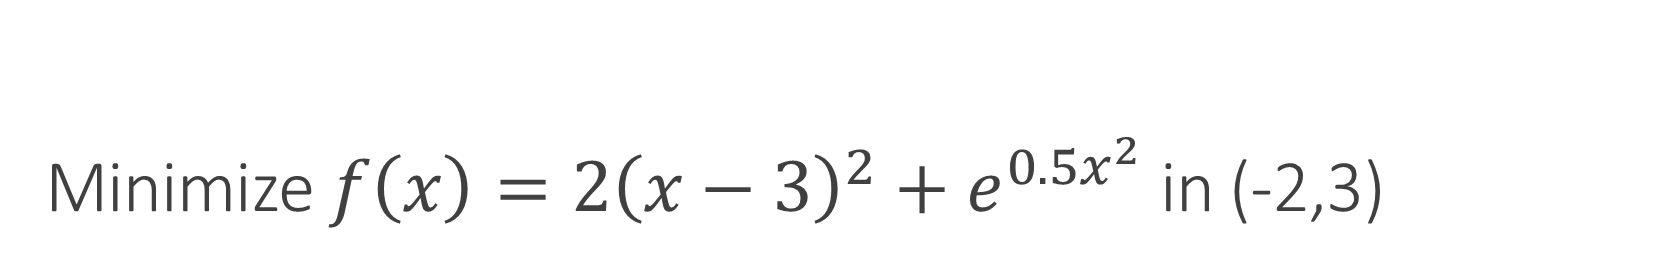 Minimize f(x) = 2(x − 3)² + e^{0.5x²} in (-2,3)